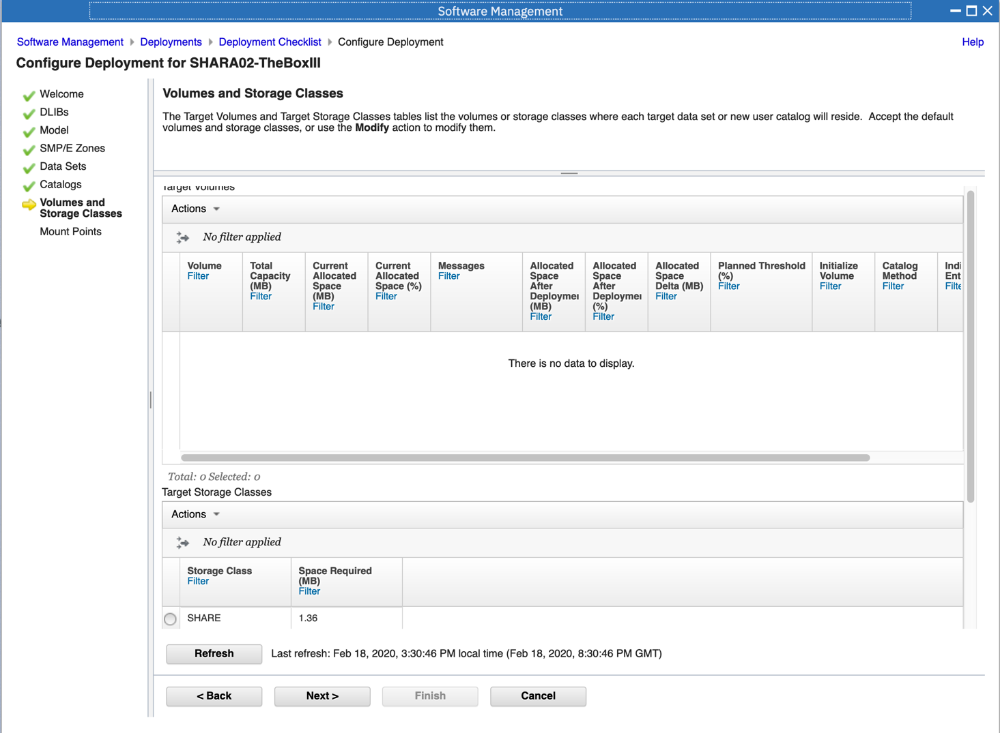 Software Management
Software Management Deployments Deployment Checklist Configure Deployment Help
Configure Deployment for SHARA02-TheBoxIII
Welcome
DLIBs
Model
SMP/E Zones
Data Sets
Catalogs
Volumes and
Storage Classes
Mount Points
Volumes and Storage Classes
The Target Volumes and Target Storage Classes tables list the volumes or storage classes where each target data set or new user catalog will reside.  Accept the default
volumes and storage classes, or use the Modify action to modify them.
Target Volumes
Actions
No filter applied
Volume
Filter
Total
Capacity
(MB)
Filter
Current
Allocated
Space
(MB)
Filter
Current
Allocated
Space (%)
Filter
Messages
Filter
Allocated
Space
After
Deploymei
(MB)
Filter
Allocated
Space
After
Deploymei
(%)
Filter
Allocated
Space
Delta (MB)
Filter
Planned Threshold
(%)
Filter
Initialize
Volume
Filter
Catalog
Method
Filter
Indi
Ent
Filte
There is no data to display.
Total: 0 Selected: 0
Target Storage Classes
Actions
No filter applied
Storage Class
Filter
Space Required
(MB)
Filter
SHARE 1.36
Refresh Last refresh: Feb 18, 2020, 3:30:46 PM local time (Feb 18, 2020, 8:30:46 PM GMT)
< Back Next > Finish Cancel